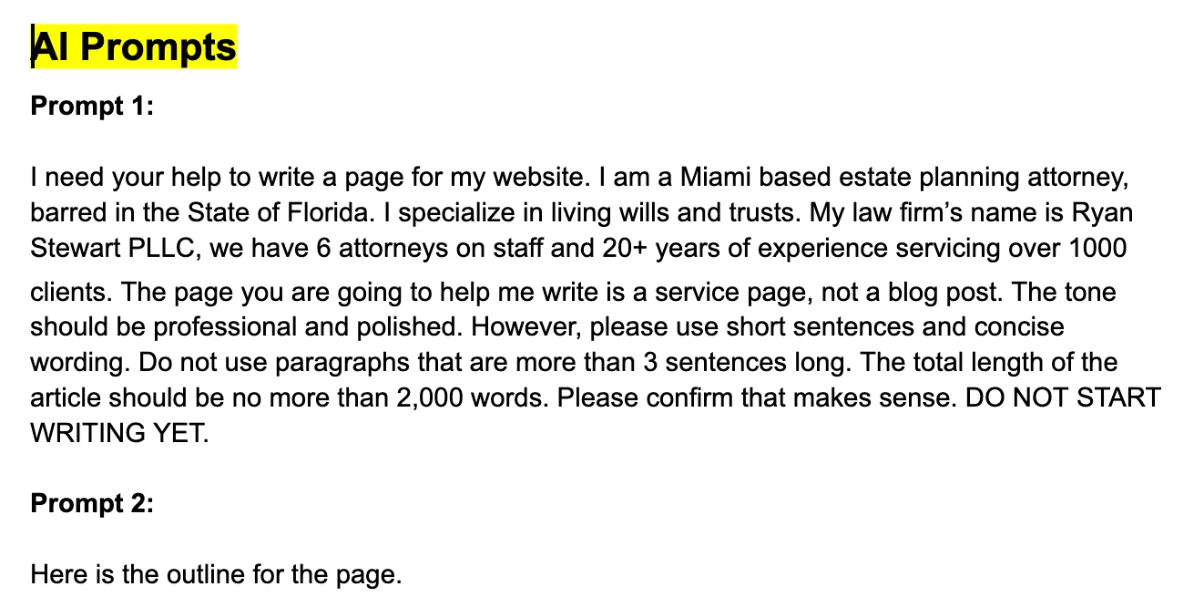 AI Prompts
Prompt 1:
I need your help to write a page for my website. I am a Miami based estate planning attorney,
barred in the State of Florida. I specialize in living wills and trusts. My law firm’s name is Ryan
Stewart PLLC, we have 6 attorneys on staff and 20+ years of experience servicing over 1000
clients. The page you are going to help me write is a service page, not a blog post. The tone
should be professional and polished. However, please use short sentences and concise
wording. Do not use paragraphs that are more than 3 sentences long. The total length of the
article should be no more than 2,000 words. Please confirm that makes sense. DO NOT START
WRITING YET.
Prompt 2:
Here is the outline for the page.